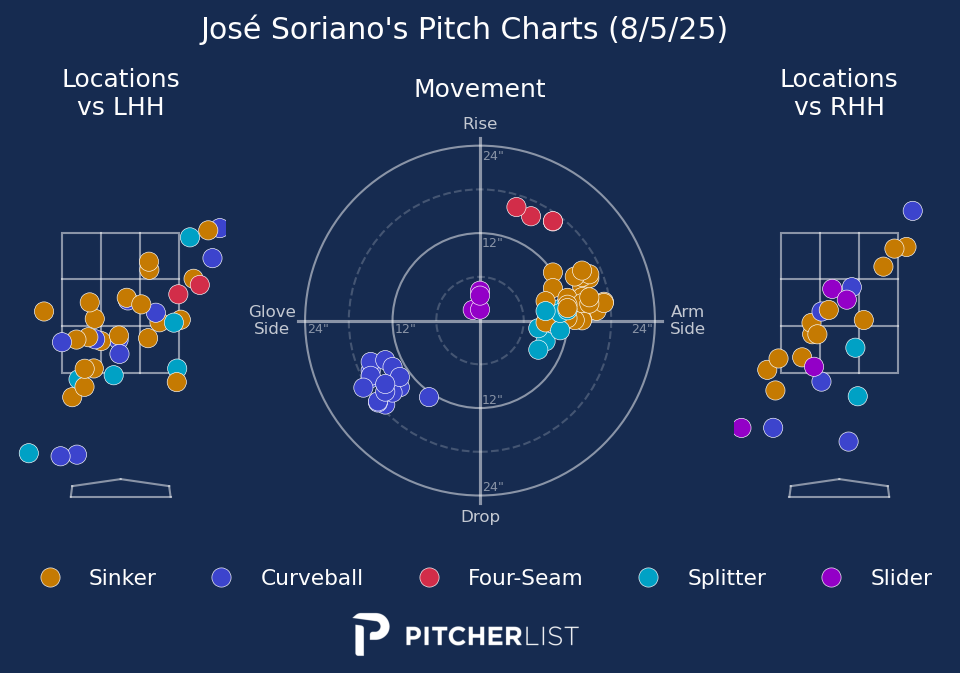 José Soriano's Pitch Charts (8/5/25)
Locations
vs LHH
Movement
Locations
vs RHH
Rise
24"
12"
Glove
Side
24"
12"
24"
Arm
Side
12"
24"
Drop
Sinker
Curveball
Four-Seam
Splitter
Slider
PITCHERLIST